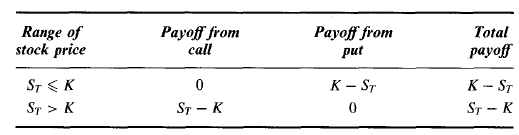 Range of Payoff from Payoff from Total
stock price call put payoff
S_T ⩽ K 0 K − S_T K − S_T
S_T > K S_T − K 0 S_T − K